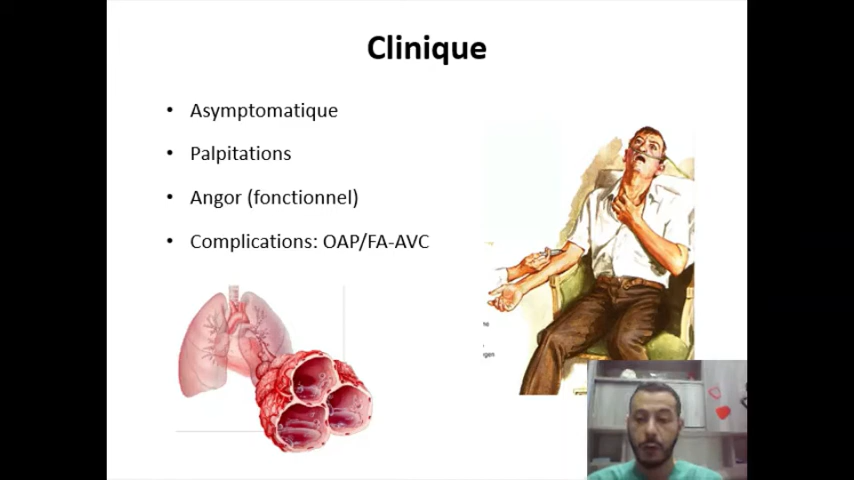 Clinique
• Asymptomatique
• Palpitations
• Angor (fonctionnel)
• Complications: OAP/FA-AVC